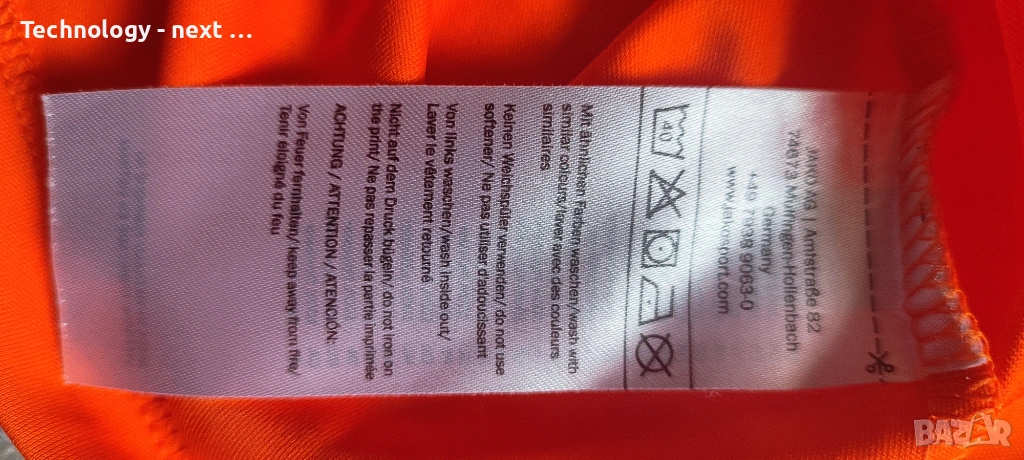 Technology - next ...
JAKO AG | Amtstraße 82
74673 Mulfingen-Hollenbach
Germany
+49 7938 9063-0
www.jakosport.com
40
Mit ähnlichen Farben waschen/wash with
similar colours/laver avec des couleurs
similaires
Keinen Weichspüler verwenden/ do not use
softener/ Ne pas utiliser d'adoucissant
Von links waschen/wash inside out/
Laver le vêtement retourné
Nicht auf dem Druck bügeln/ do not iron on
the print/ Ne pas repasser la partie imprimée
ACHTUNG / ATTENTION / ATENCIÓN:
Von Feuer fernhalten/ keep away from fire/
Tenir éloigné du feu
BAZAR